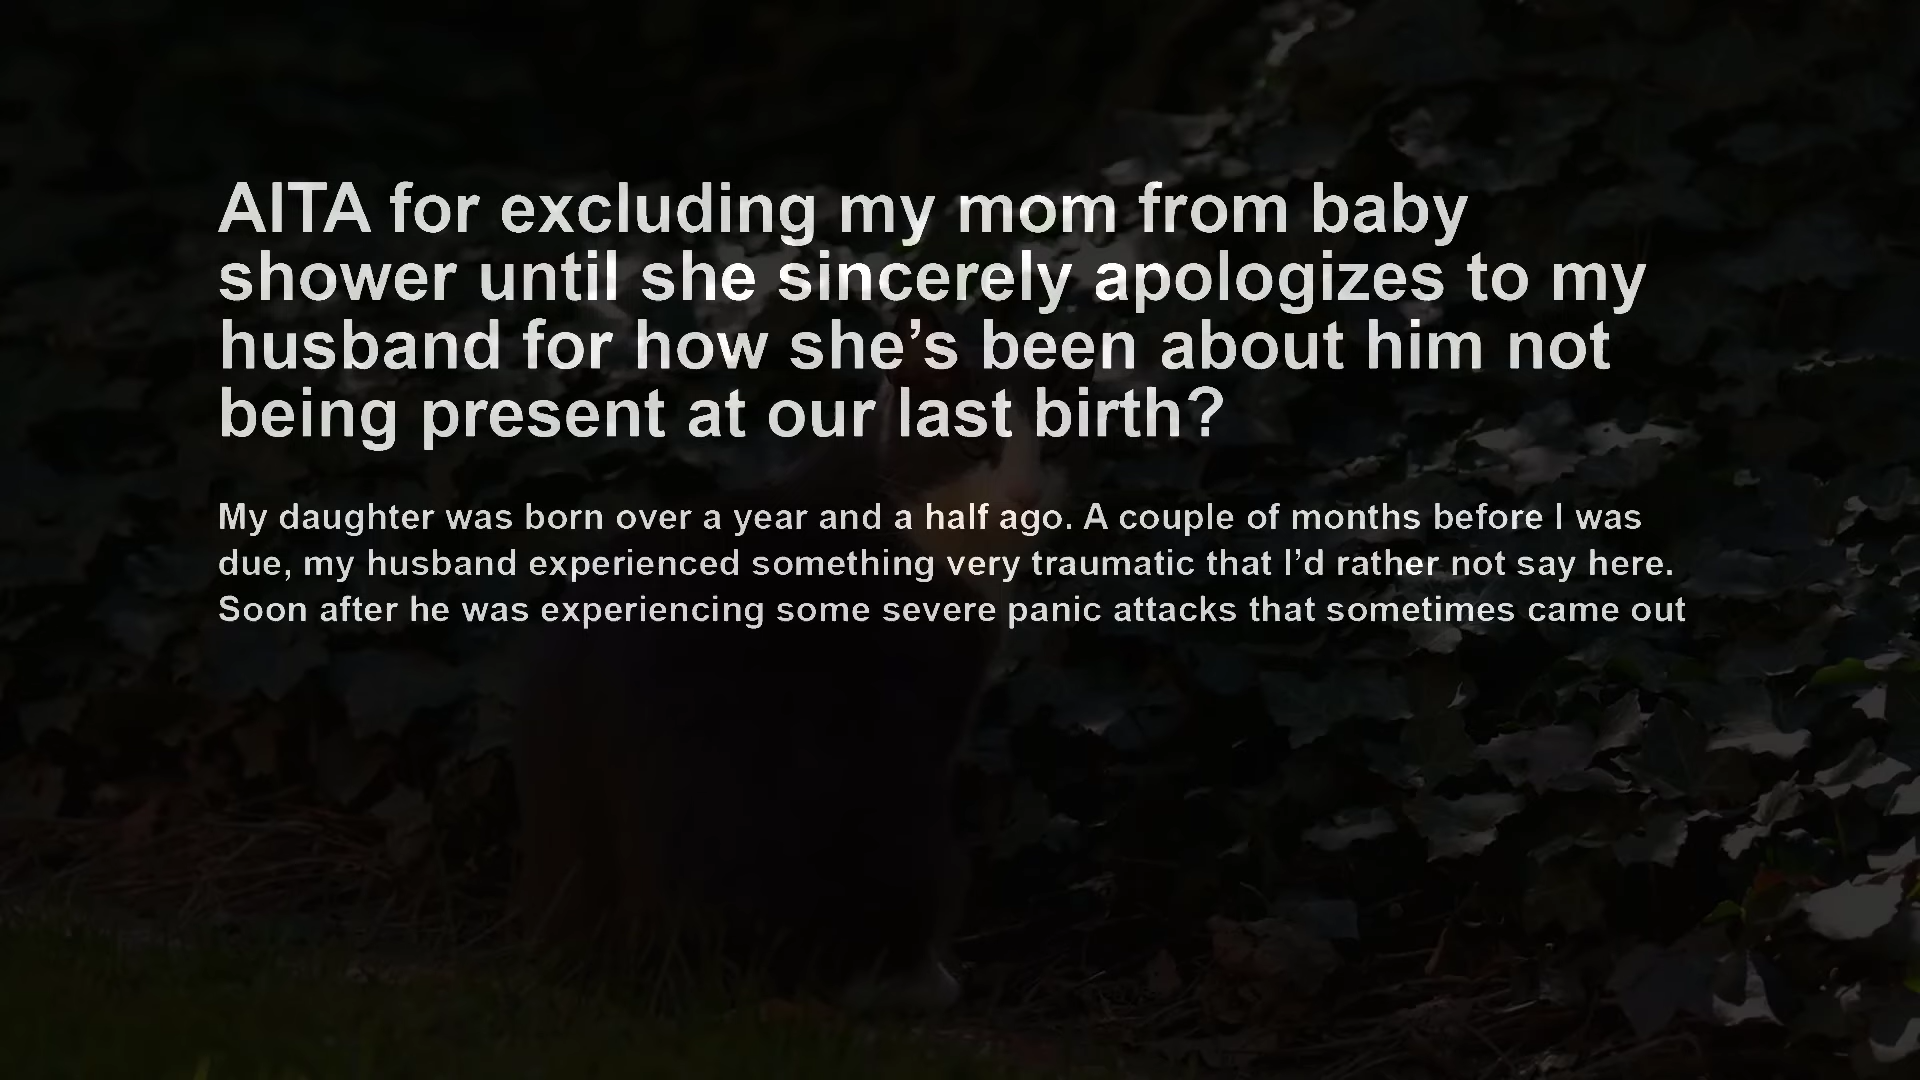 AITA for excluding my mom from baby
shower until she sincerely apologizes to my
husband for how she’s been about him not
being present at our last birth?
My daughter was born over a year and a half ago. A couple of months before I was
due, my husband experienced something very traumatic that I’d rather not say here.
Soon after he was experiencing some severe panic attacks that sometimes came out